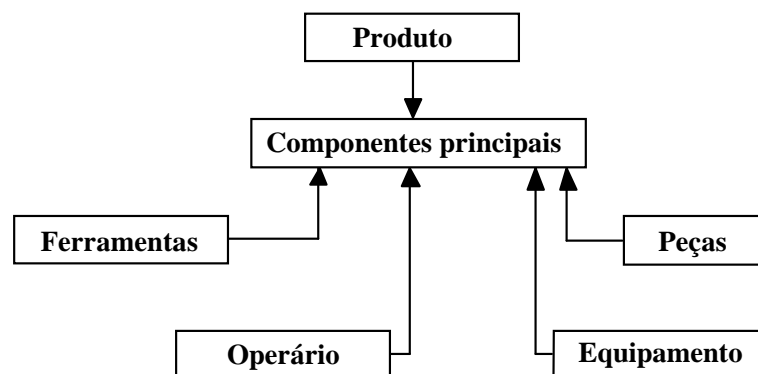 Produto
Componentes principais
Ferramentas
Peças
Operário
Equipamento